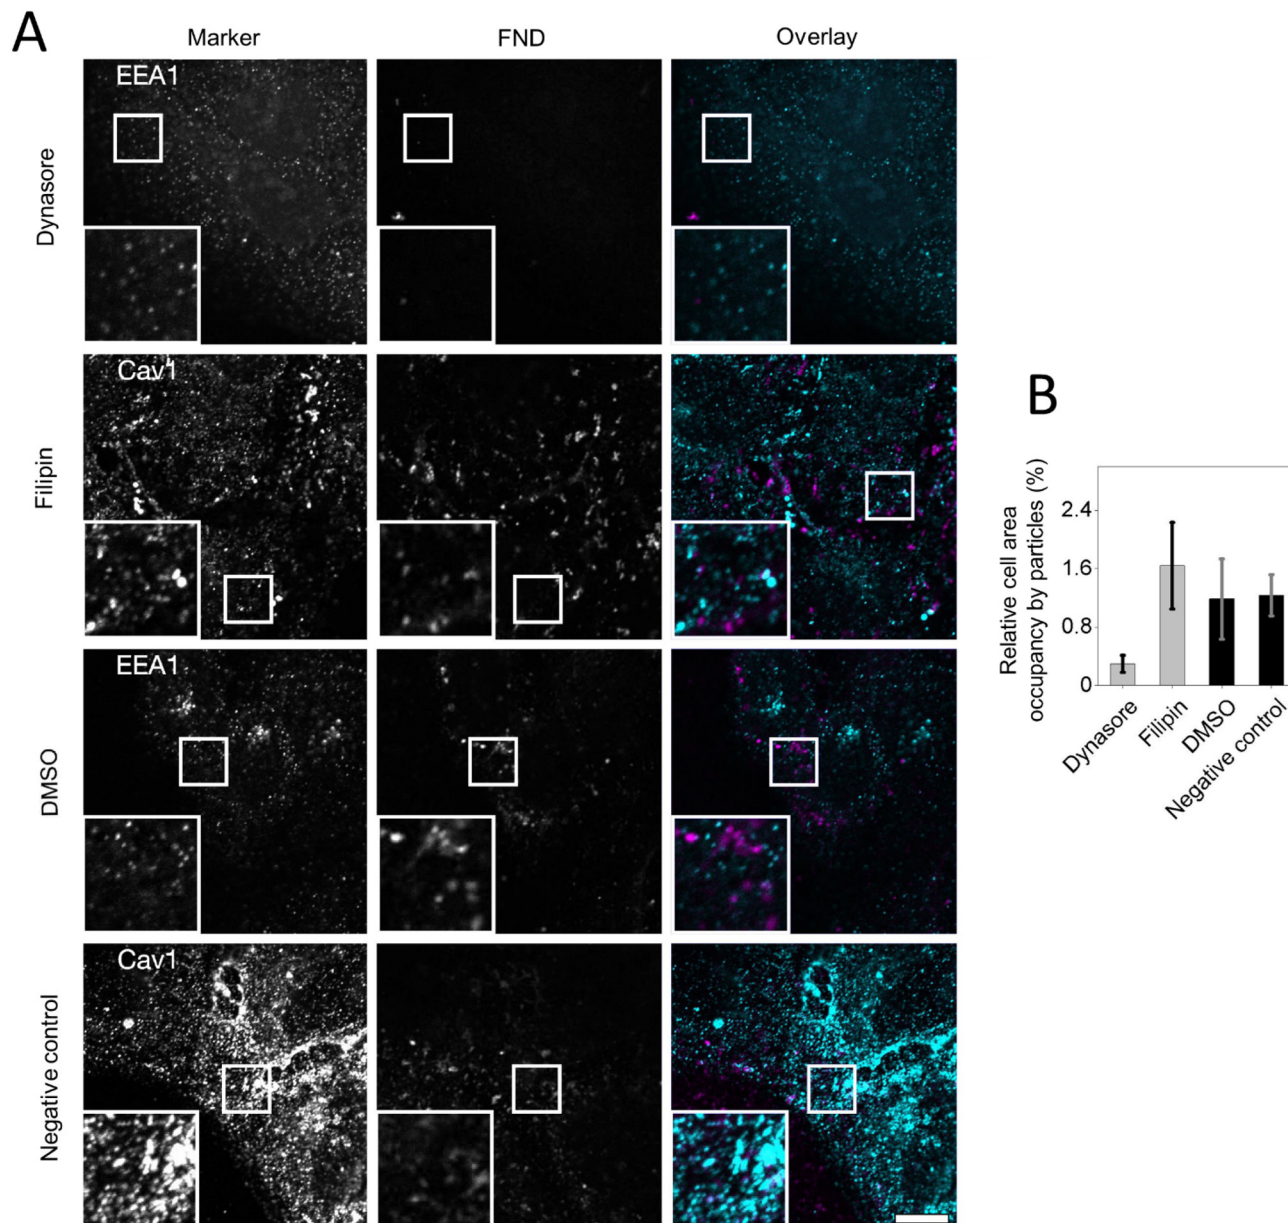 A
Marker
FND
Overlay
Dynasore
EEA1
Filipin
Cav1
DMSO
EEA1
Negative control
Cav1
B
Relative cell area
occupancy by particles (%)
2.4
1.6
0.8
0
Dynasore
Filipin
DMSO
Negative control